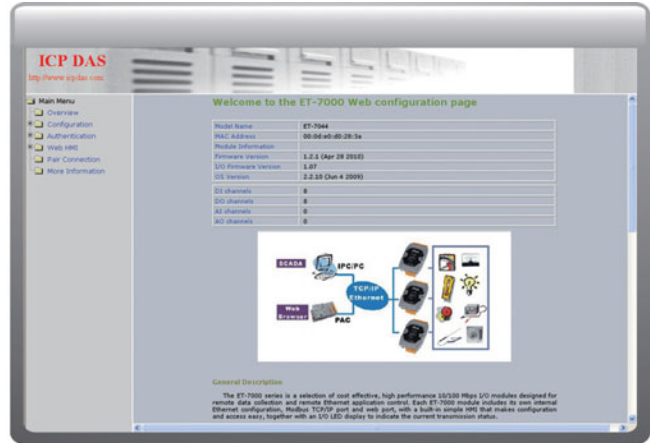 ICP DAS
http://www.icpdas.com
Main Menu
Overview
Configuration
Authentication
Web HMI
Pair Connection
More Information
Welcome to the ET-7000 Web configuration page
Model Name ET-7044
MAC Address 00:0d:e0:d0:28:3a
Module Information
Firmware Version 1.2.1 (Apr 28 2010)
I/O Firmware Version 1.07
OS Version 2.2.10 (Jun 4 2009)
DI channels 8
DO channels 8
AI channels 0
AO channels 0
SCADA
IPC/PC
TCP/IP
Ethernet
Web
Browser
PAC
General Description
The ET-7000 series is a selection of cost effective, high performance 10/100 Mbps I/O modules designed for
remote data collection and remote Ethernet application control. Each ET-7000 module includes its own internal
Ethernet configuration, Modbus TCP/IP port and web port, with a built-in simple HMI that makes configuration
and access easy, together with an I/O LED display to indicate the current transmission status.